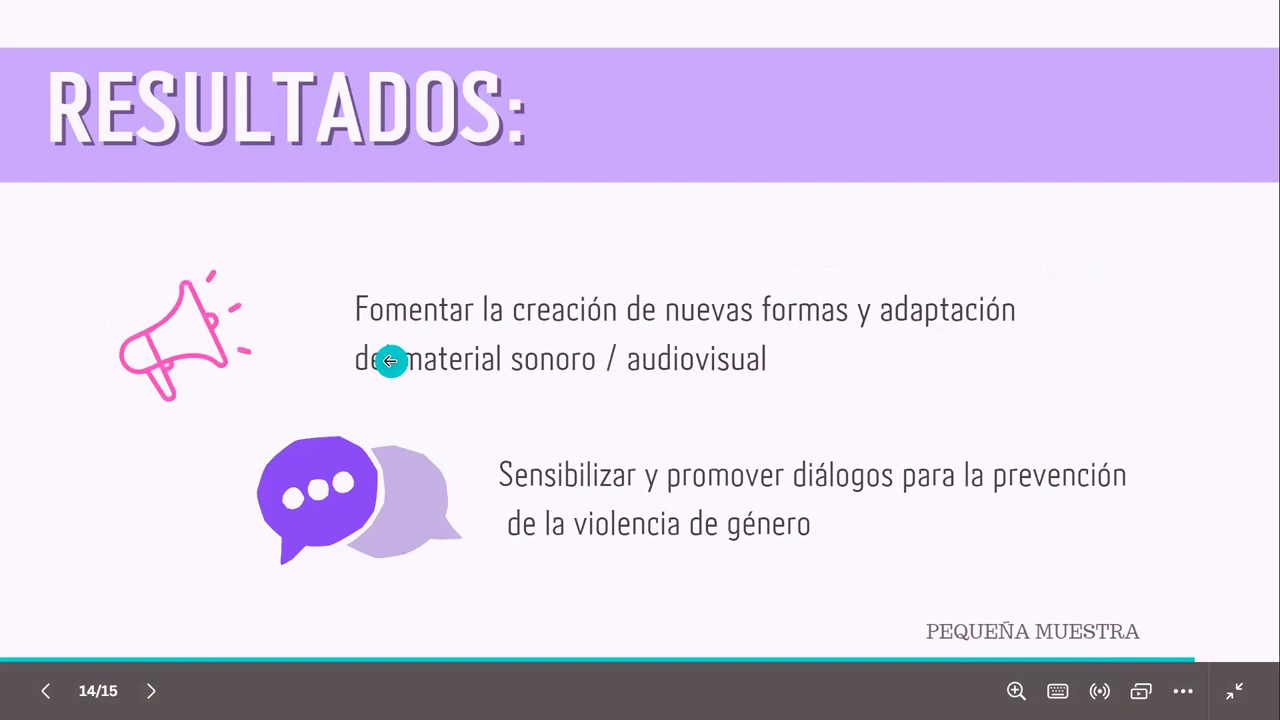 RESULTADOS:
Fomentar la creación de nuevas formas y adaptación
material sonoro / audiovisual
Sensibilizar y promover diálogos para la prevención
de la violencia de género
PEQUEÑA MUESTRA
14/15